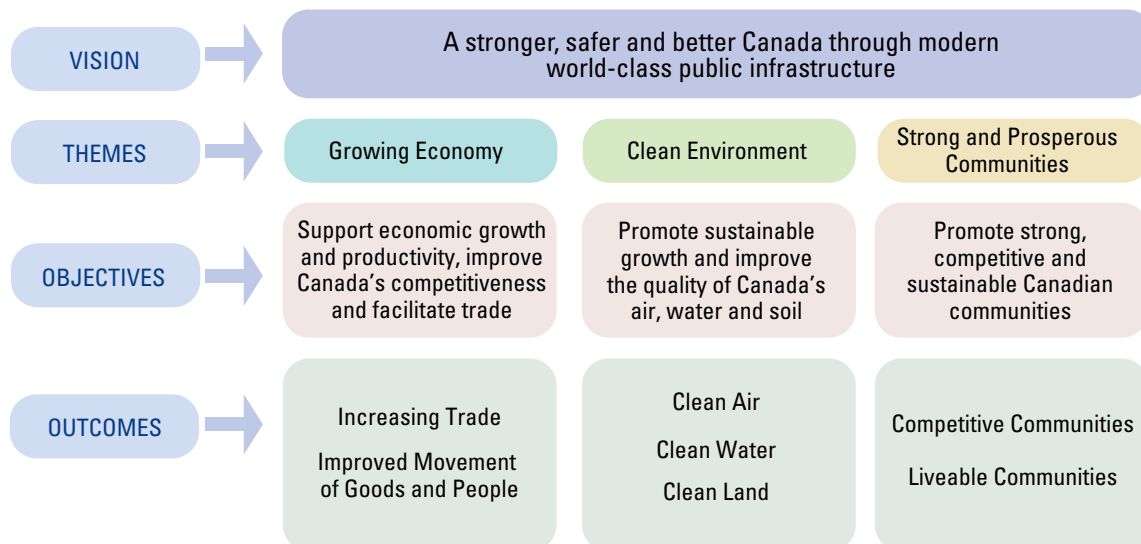 VISION
A stronger, safer and better Canada through modern
world-class public infrastructure
THEMES
Growing Economy
Clean Environment
Strong and Prosperous
Communities
OBJECTIVES
Support economic growth
and productivity, improve
Canada's competitiveness
and facilitate trade
Promote sustainable
growth and improve
the quality of Canada's
air, water and soil
Promote strong,
competitive and
sustainable Canadian
communities
OUTCOMES
Increasing Trade
Improved Movement
of Goods and People
Clean Air
Clean Water
Clean Land
Competitive Communities
Liveable Communities